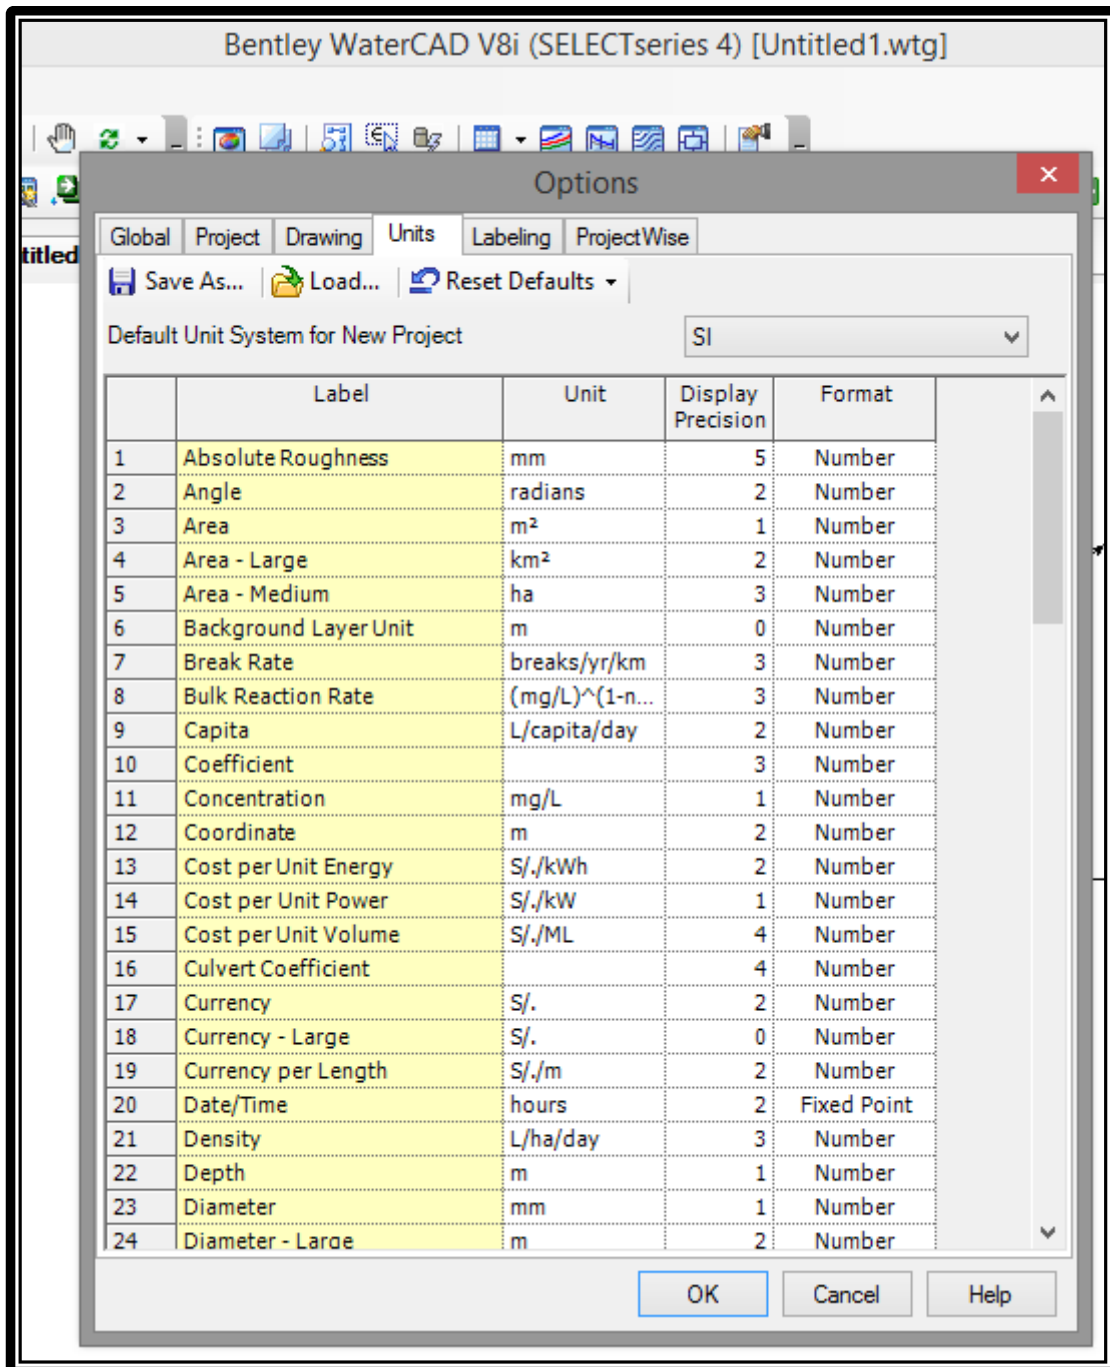 Bentley WaterCAD V8i (SELECTseries 4) [Untitled1.wtg]
Options
Global Project Drawing Units Labeling ProjectWise
titled
Save As... Load... Reset Defaults
Default Unit System for New Project SI
Label Unit Display Precision Format
1 Absolute Roughness mm 5 Number
2 Angle radians 2 Number
3 Area m² 1 Number
4 Area - Large km² 2 Number
5 Area - Medium ha 3 Number
6 Background Layer Unit m 0 Number
7 Break Rate breaks/yr/km 3 Number
8 Bulk Reaction Rate (mg/L)^(1-n... 3 Number
9 Capita L/capita/day 2 Number
10 Coefficient 3 Number
11 Concentration mg/L 1 Number
12 Coordinate m 2 Number
13 Cost per Unit Energy S/./kWh 2 Number
14 Cost per Unit Power S/./kW 1 Number
15 Cost per Unit Volume S/./ML 4 Number
16 Culvert Coefficient 4 Number
17 Currency S/. 2 Number
18 Currency - Large S/. 0 Number
19 Currency per Length S/./m 2 Number
20 Date/Time hours 2 Fixed Point
21 Density L/ha/day 3 Number
22 Depth m 1 Number
23 Diameter mm 1 Number
24 Diameter - Large m 2 Number
OK Cancel Help